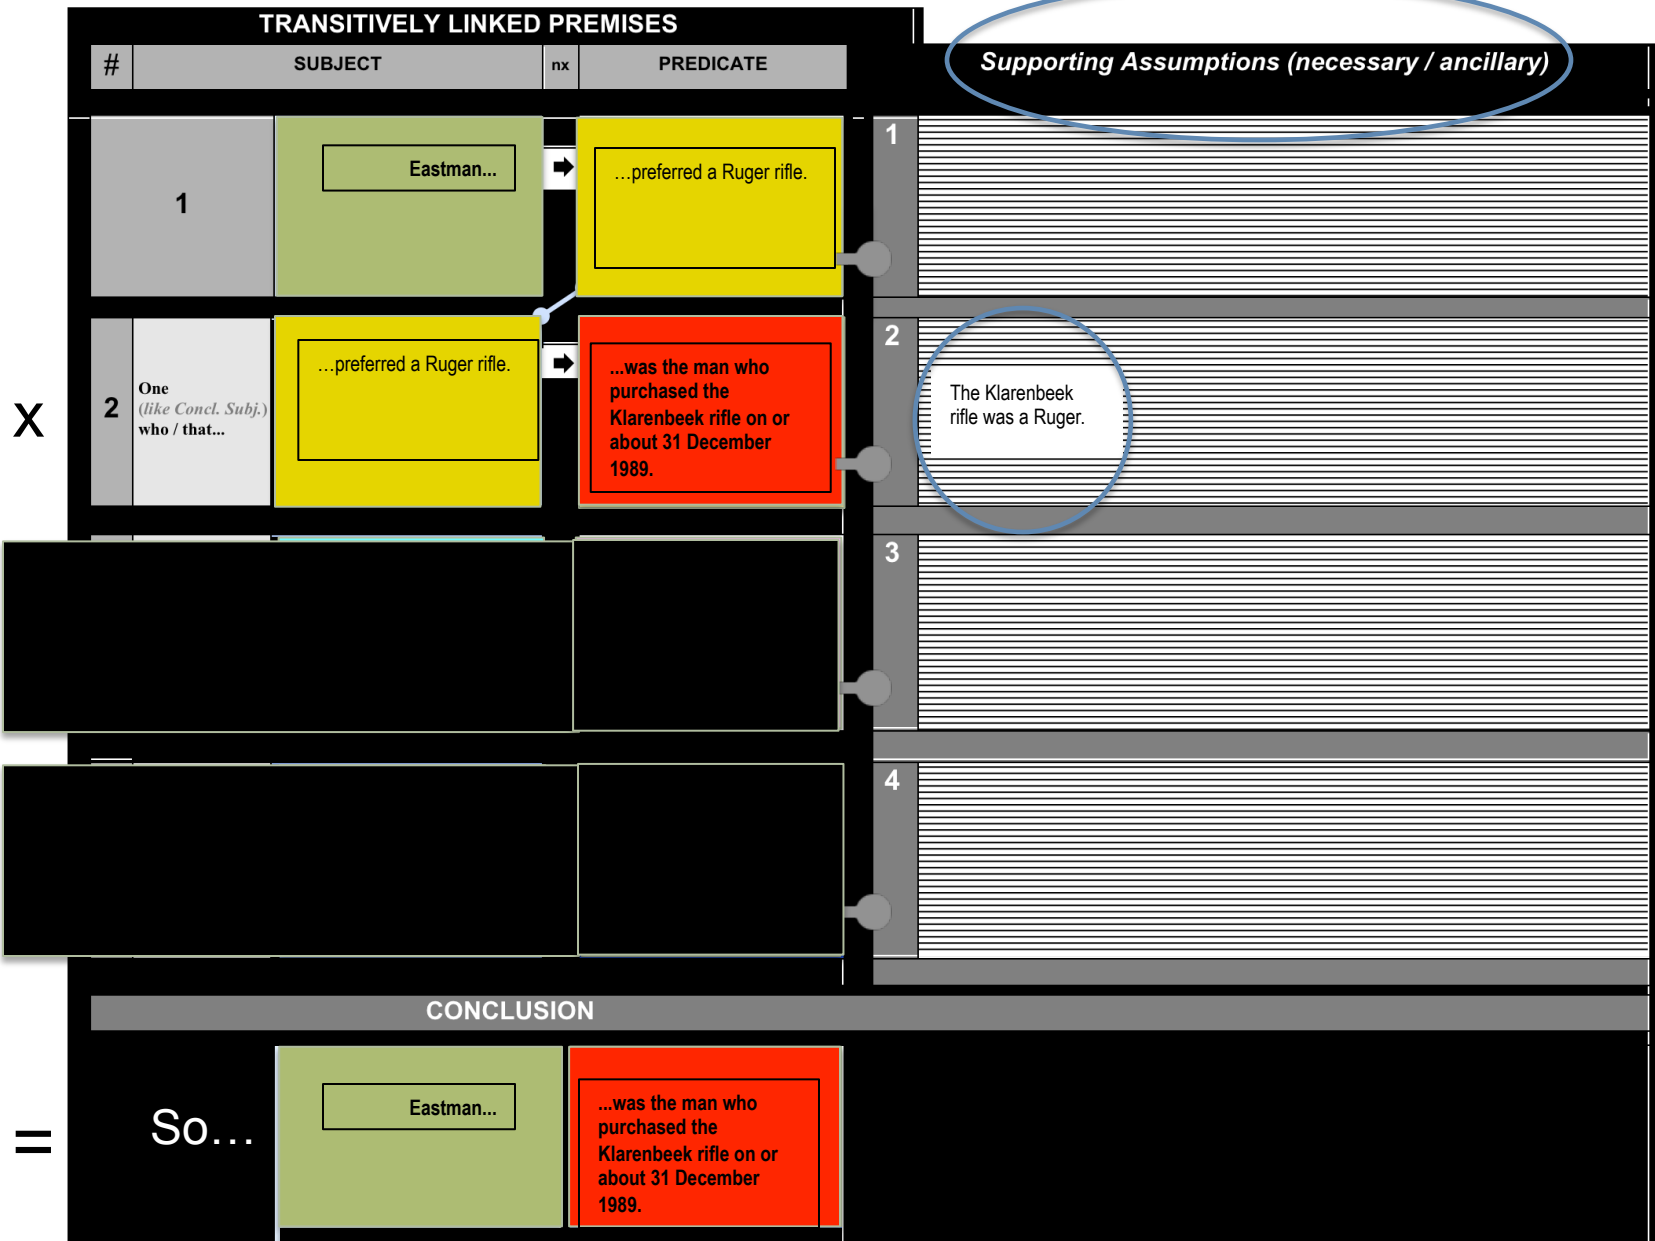 TRANSITIVELY LINKED PREMISES
# SUBJECT nx PREDICATE
Supporting Assumptions (necessary / ancillary)
1
Eastman...
…preferred a Ruger rifle.
1
x
2
One
(like Concl. Subj.)
who / that...
…preferred a Ruger rifle.
...was the man who
purchased the
Klarenbeek rifle on or
about 31 December
1989.
2
The Klarenbeek
rifle was a Ruger.
3
4
CONCLUSION
=
So…
Eastman...
...was the man who
purchased the
Klarenbeek rifle on or
about 31 December
1989.